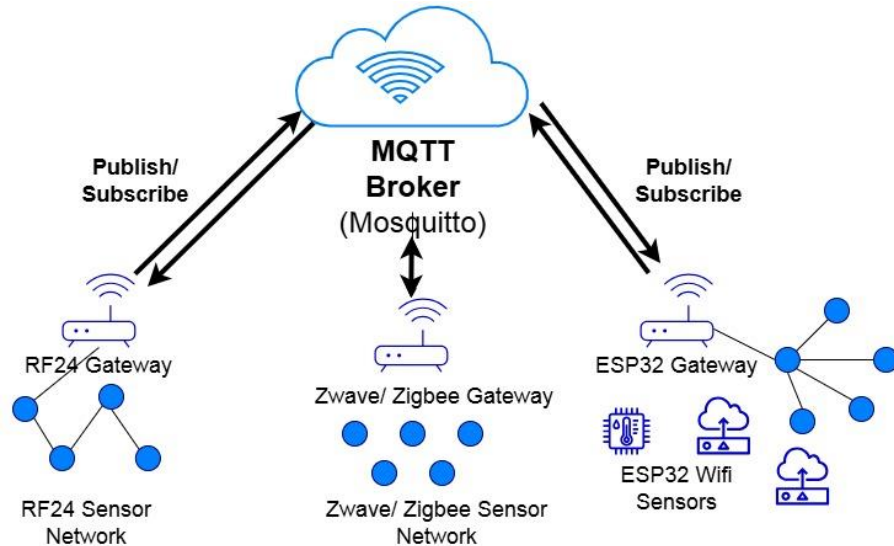 MQTT
Broker
(Mosquitto)
Publish/
Subscribe
Publish/
Subscribe
RF24 Gateway
Zwave/ Zigbee Gateway
ESP32 Gateway
RF24 Sensor
Network
Zwave/ Zigbee Sensor
Network
ESP32 Wifi
Sensors